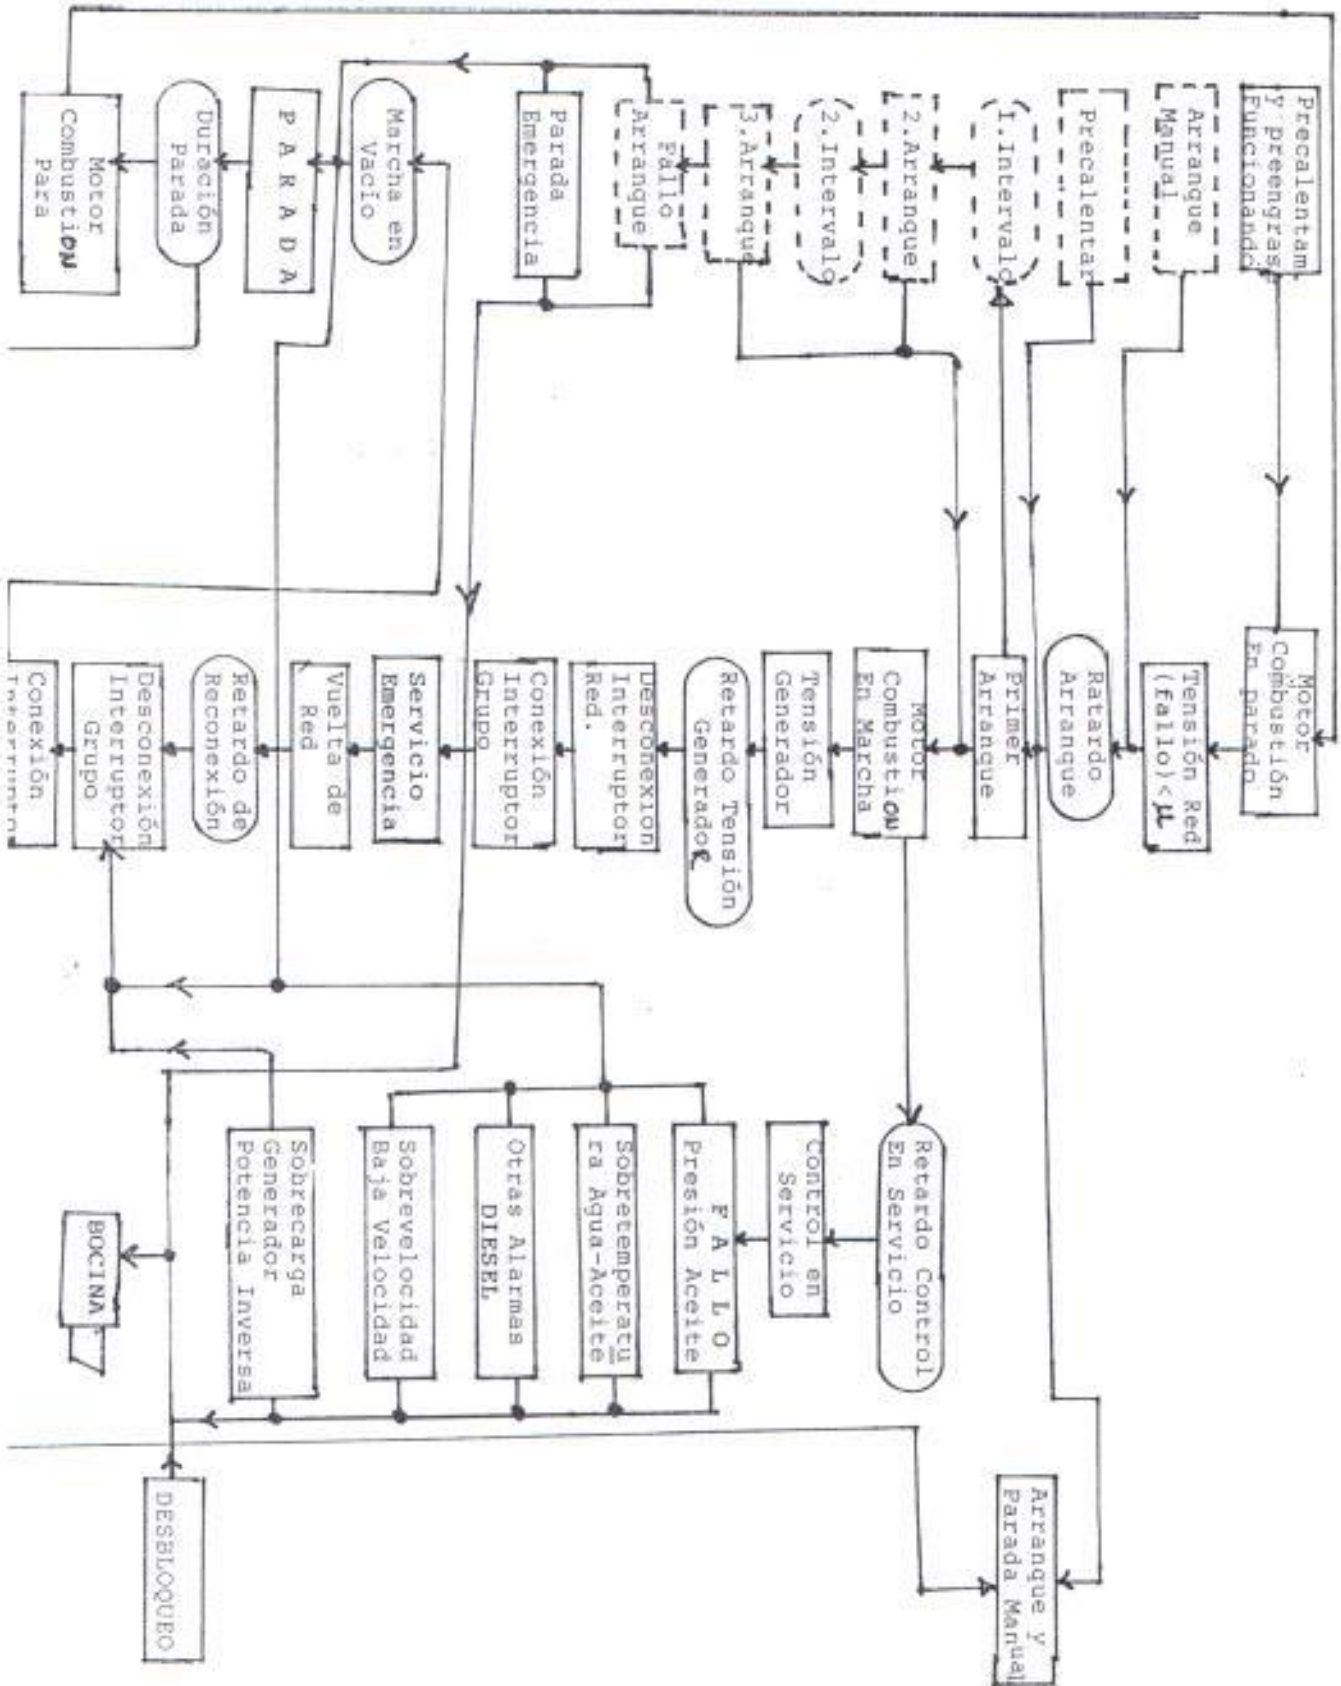 Precalentam
Y preengrase
Funcionando
Arranque
Manual
Precalentar
1.Intervalo
2.Arranque
2.Intervalo
3.Arranque
Fallo
Arranque
Parada
Emergencia
Marcha en
Vacio
P A R A D A
Duración
Parada
Motor
Combustion
Para
Motor
Combustión
En parado
Tensión Red
(fallo)<µ
Ratardo
Arranque
Primer
Arranque
Motor
Combustion
En Marcha
Tensión
Generador
Retardo Tensión
Generador
Desconexion
Interruptor
Red.
Conexión
Interruptor
Grupo
Servicio
Emergencia
Vuelta de
Red
Retardo de
Reconexión
Desconexión
Interruptor
Grupo
Conexión
Retardo Control
En Servicio
Control en
Servicio
F A L L O
Presión Aceite
Sobretemperatu
ra Agua-Aceite
Otras Alarmas
DIESEL
Sobrevelocidad
Baja Velocidad
Sobrecarga
Generador
Potencia Inversa
BOCINA
Arranque y
Parada Manual
DESBLOQUEO